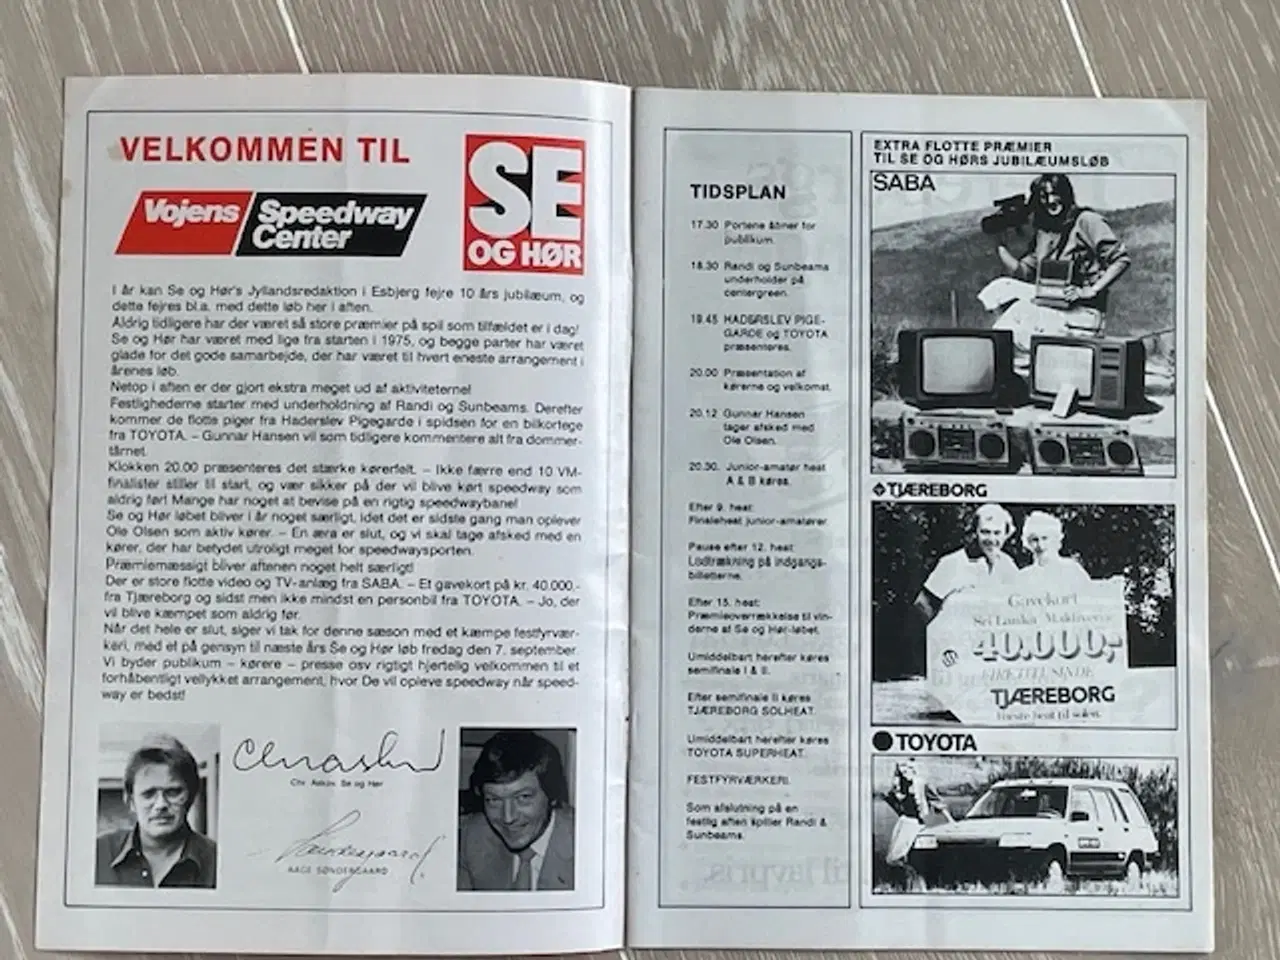 VELKOMMEN TIL
Vojens Speedway Center
SE OG HØR
I år kan Se og Hør's Jyllandsredaktion i Esbjerg fejre 10 års jubilæum, og
dette fejres bl.a. med dette løb her i aften.
Aldrig tidligere har der været så store præmier på spil som tilfældet er i dag!
Se og Hør har været med lige fra starten i 1975, og begge parter har været
glade for det gode samarbejde, der har været til hvert eneste arrangement i
årenes løb.
Netop i aften er der gjort ekstra meget ud af aktiviteterne!
Festlighederne starter med underholdning af Randi og Sunbeams. Derefter
kommer de flotte piger fra Haderslev Pigegarde i spidsen for en bilkortege
fra TOYOTA. – Gunnar Hansen vil som tidligere kommentere alt fra dommer-
tårnet.
Klokken 20.00 præsenteres det stærke kørerfelt. – Ikke færre end 10 VM-
finalister stiller til start, og vær sikker på der vil blive kørt speedway som
aldrig før! Mange har noget at bevise på en rigtig speedwaybane!
Se og Hør løbet bliver i år noget særligt, idet det er sidste gang man oplever
Ole Olsen som aktiv kører. – En æra er slut, og vi skal tage afsked med en
kører, der har betydet utroligt meget for speedwaysporten.
Præmiemæssigt bliver aftenen noget helt særligt!
Der er store flotte video og TV-anlæg fra SABA. – Et gavekort på kr. 40.000.-
fra Tjæreborg og sidst men ikke mindst en personbil fra TOYOTA. – Jo, der
vil blive kæmpet som aldrig før.
Når det hele er slut, siger vi tak for denne sæson med et kæmpe festfyrvær-
keri, med et på gensyn til næste års Se og Hør løb fredag den 7. september.
Vi byder publikum – kørere – presse osv rigtigt hjertelig velkommen til et
forhåbentligt vellykket arrangement, hvor De vil opleve speedway når speed-
way er bedst!
Chr. Askov. Se og Hør
AAGE SØNDERGAARD
TIDSPLAN
17.30 Portene åbner for
publikum.
18.30 Randi og Sunbeams
underholder på
centergreen.
19.45 HADERSLEV PIGE-
GARDE og TOYOTA
præsenteres.
20.00 Præsentation af
kørerne og velkomst.
20.12 Gunnar Hansen
tager afsked med
Ole Olsen.
20.30. Junior-amatør heat
A & B køres.
Efter 9. heat:
Finaleheat junior-amatører.
Pause efter 12. heat:
Lodtrækning på indgangs-
billetterne.
Efter 15. heat:
Præmieoverrækkelse til vin-
derne af Se og Hør-løbet.
Umiddelbart herefter køres
semifinale I & II.
Efter semifinale II køres
TJÆREBORG SOLHEAT.
Umiddelbart herefter køres
TOYOTA SUPERHEAT.
FESTFYRVÆRKERI.
Som afslutning på en
festlig aften spiller Randi &
Sunbeams.
EXTRA FLOTTE PRÆMIER
TIL SE OG HØRS JUBILÆUMSLØB
SABA
TJÆREBORG
Gavekort
Sri Lanka/Maldiverne
40.000,-
FIRETITUSINDE
TJÆREBORG
TOYOTA